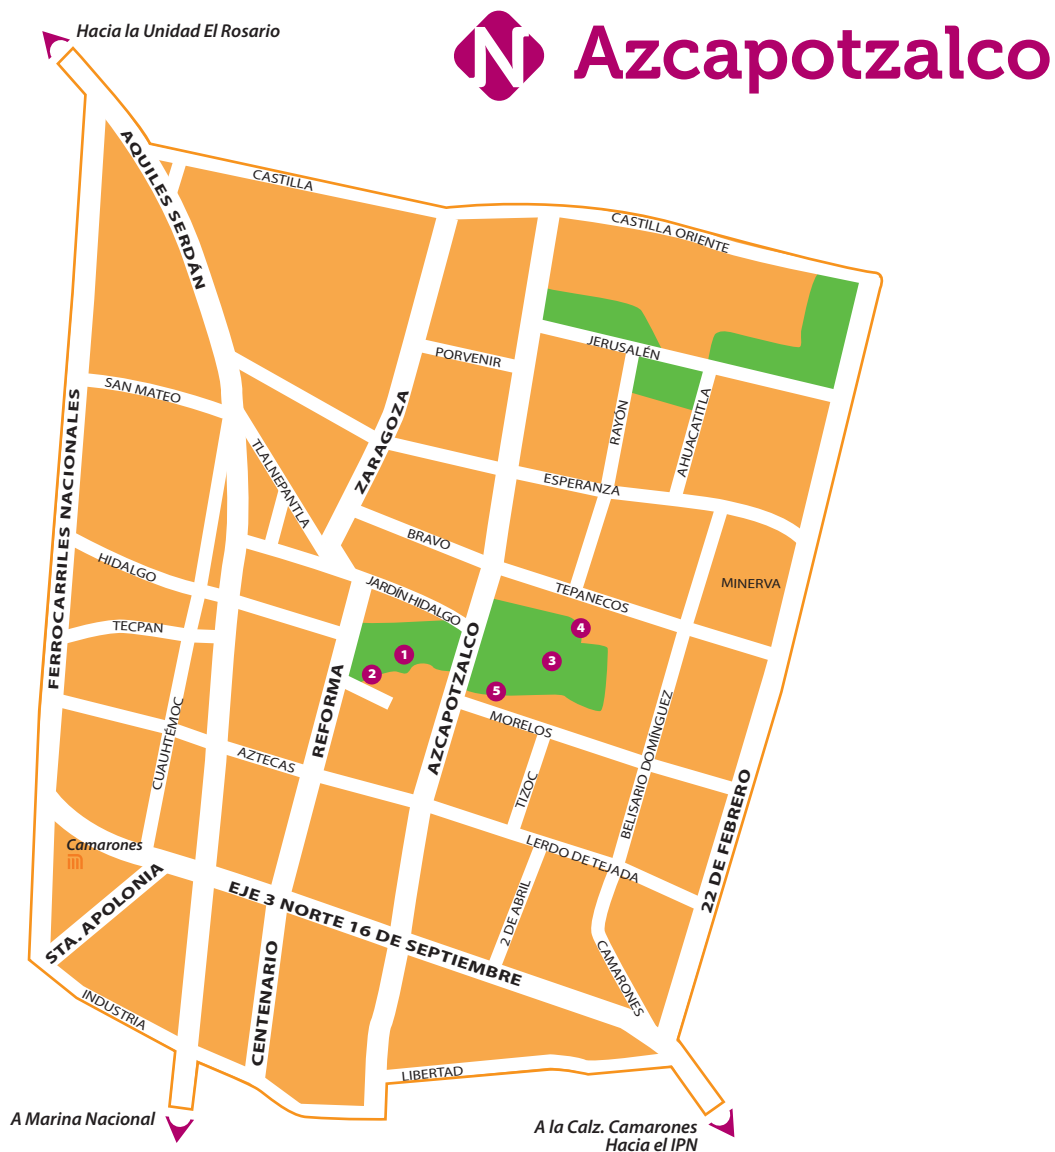 Hacia la Unidad El Rosario
N Azcapotzalco
AQUILES SERDÁN
CASTILLA
CASTILLA ORIENTE
JERUSALÉN
PORVENIR
SAN MATEO
ZARAGOZA
RAYÓN
AHUACATITLA
FERROCARRILES NACIONALES
TLALNEPANTLA
ESPERANZA
BRAVO
HIDALGO
JARDÍN HIDALGO
TEPANECOS
MINERVA
TECPAN
4
1
3
2
5
REFORMA
AZCAPOTZALCO
MORELOS
CUAUHTÉMOC
AZTECAS
TIZOC
BELISARIO DOMÍNGUEZ
22 DE FEBRERO
Camarones
LERDO DE TEJADA
STA. APOLONIA
EJE 3 NORTE 16 DE SEPTIEMBRE
2 DE ABRIL
CAMARONES
CENTENARIO
INDUSTRIA
LIBERTAD
A Marina Nacional
A la Calz. Camarones
Hacia el IPN